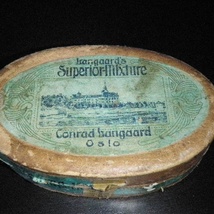 Langaard's
Superior Mixture
Conrad Langaard
Oslo